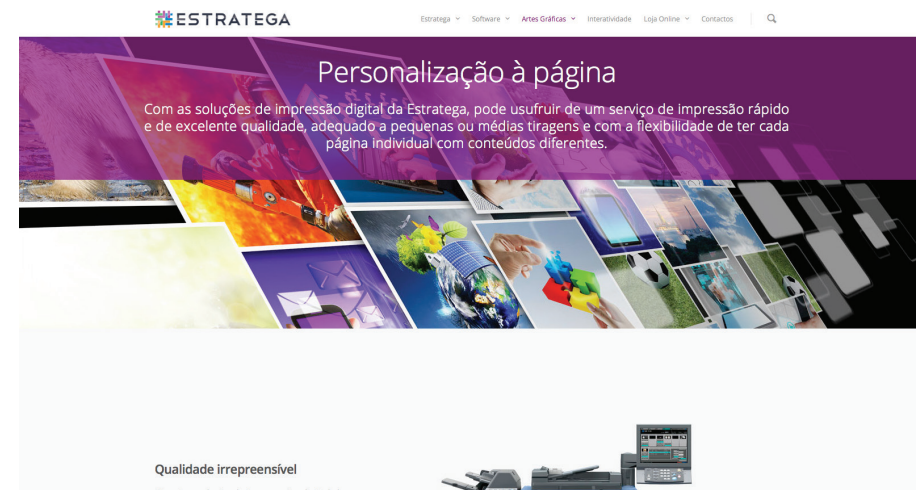 ESTRATEGA
Estratega Software Artes Gráficas Interatividade Loja Online Contactos
Personalização à página
Com as soluções de impressão digital da Estratega, pode usufruir de um serviço de impressão rápido
e de excelente qualidade, adequado a pequenas ou médias tiragens e com a flexibilidade de ter cada
página individual com conteúdos diferentes.
Qualidade irrepreensível